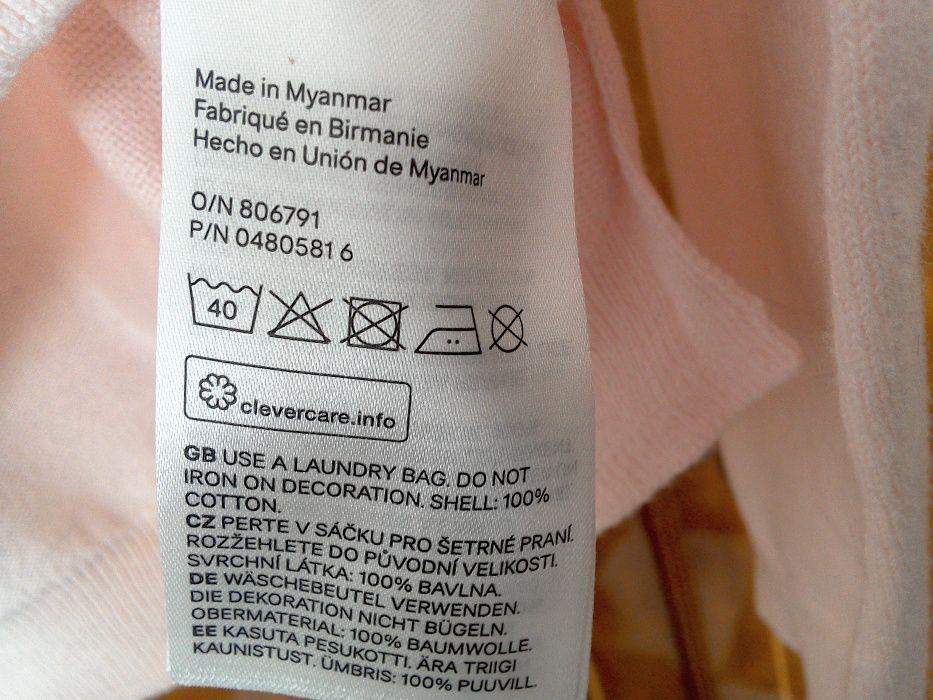 Made in Myanmar
Fabriqué en Birmanie
Hecho en Unión de Myanmar
O/N 806791
P/N 0480581 6
40
clevercare.info
GB USE A LAUNDRY BAG. DO NOT
IRON ON DECORATION. SHELL: 100%
COTTON.
CZ PERTE V SÁČKU PRO ŠETRNÉ PRANÍ.
ROZŽEHLETE DO PŮVODNÍ VELIKOSTI.
SVRCHNÍ LÁTKA: 100% BAVLNA.
DE WÄSCHEBEUTEL VERWENDEN.
DIE DEKORATION NICHT BÜGELN.
OBERMATERIAL: 100% BAUMWOLLE.
EE KASUTA PESUKOTTI. ÄRA TRIIGI
KAUNISTUST. ÜMBRIS: 100% PUUVILL.